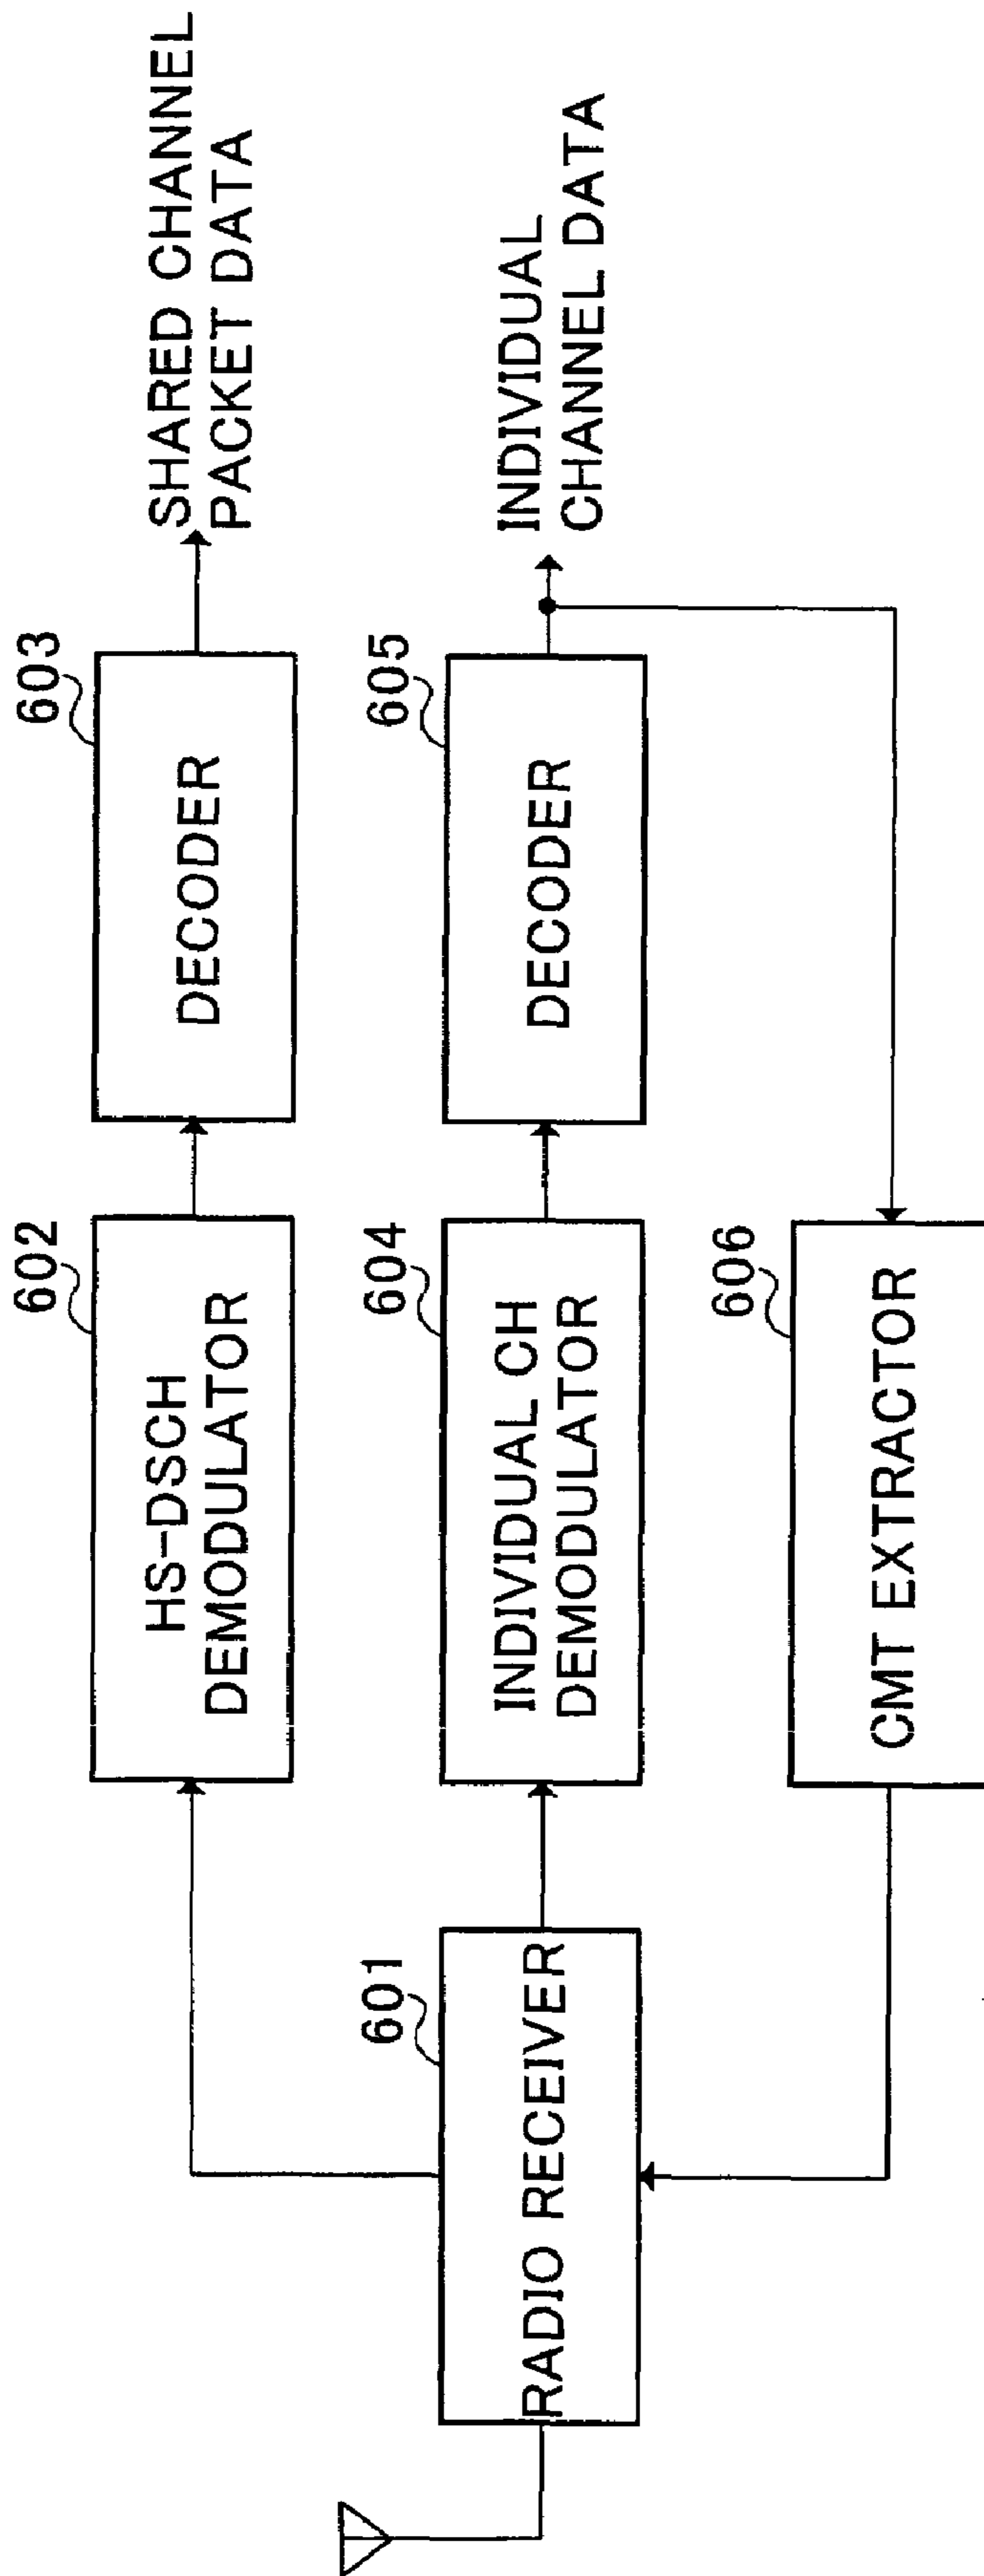 601
RADIO RECEIVER
602
HS-DSCH
DEMODULATOR
603
DECODER
SHARED CHANNEL
PACKET DATA
604
INDIVIDUAL CH
DEMODULATOR
605
DECODER
INDIVIDUAL
CHANNEL DATA
606
CMT EXTRACTOR